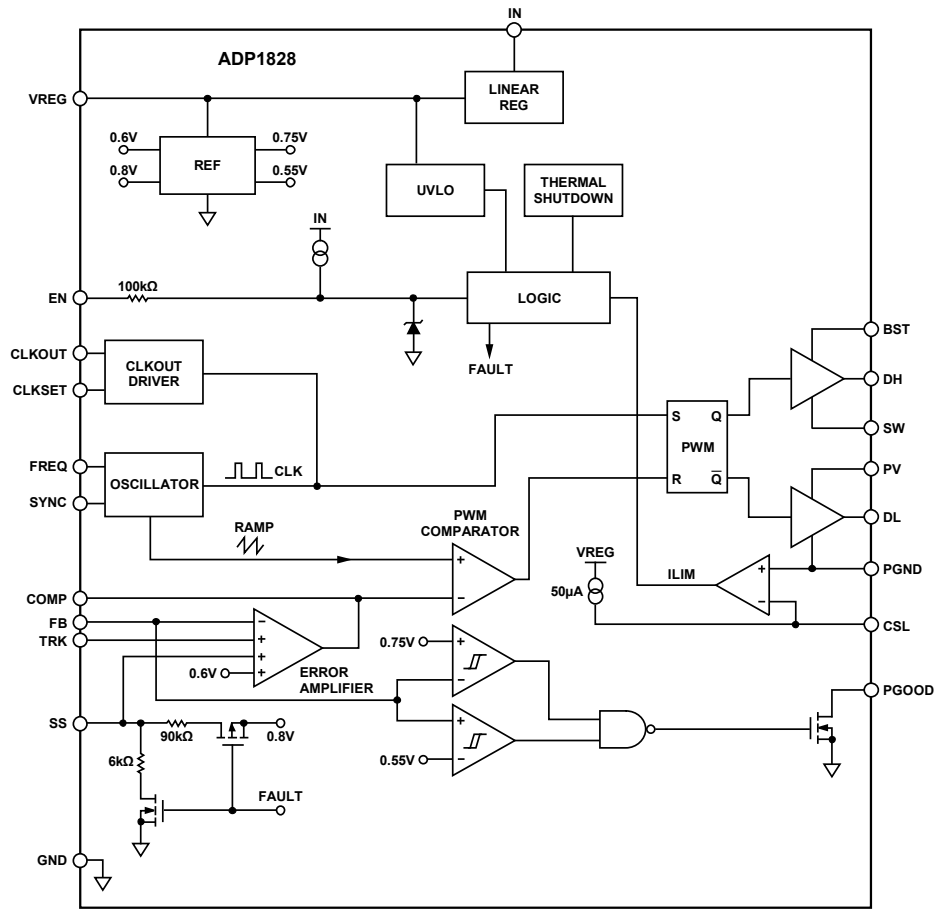 IN
ADP1828
LINEAR
REG
VREG
0.6V
0.75V
REF
0.8V
0.55V
UVLO
THERMAL
SHUTDOWN
IN
EN
100kΩ
LOGIC
FAULT
CLKOUT
CLKSET
CLKOUT
DRIVER
BST
DH
SW
S
Q
PWM
R
Q̅
FREQ
SYNC
OSCILLATOR
CLK
PV
DL
RAMP
PWM
COMPARATOR
+
−
VREG
50µA
ILIM
+
−
PGND
CSL
COMP
FB
TRK
−
+
+
+
0.6V
ERROR
AMPLIFIER
0.75V
+
−
+
−
0.55V
PGOOD
SS
90kΩ
0.8V
6kΩ
FAULT
GND